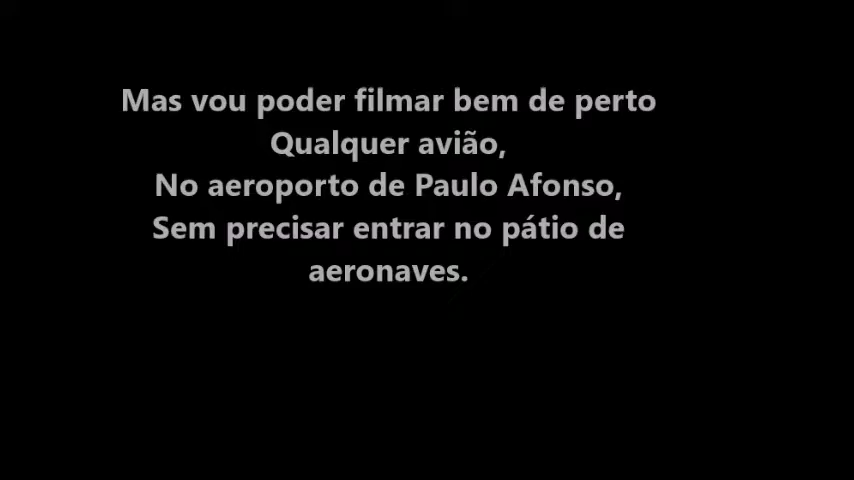 Mas vou poder filmar bem de perto
Qualquer avião,
No aeroporto de Paulo Afonso,
Sem precisar entrar no pátio de
aeronaves.